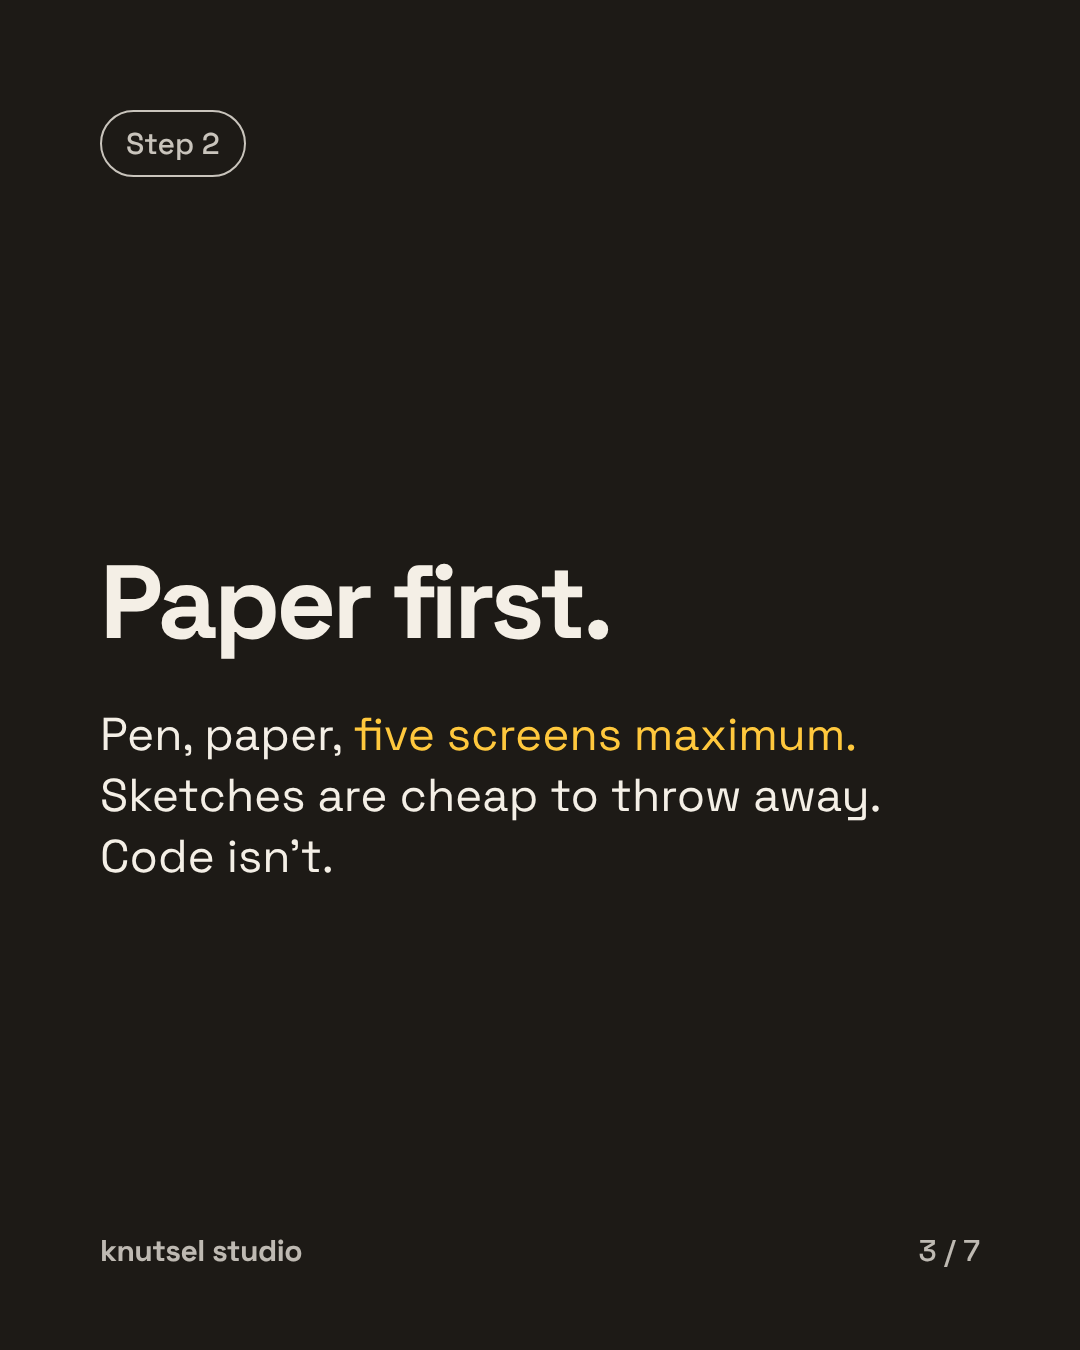 Step 2
Paper first.
Pen, paper, five screens maximum.
Sketches are cheap to throw away.
Code isn’t.
knutsel studio
3 / 7